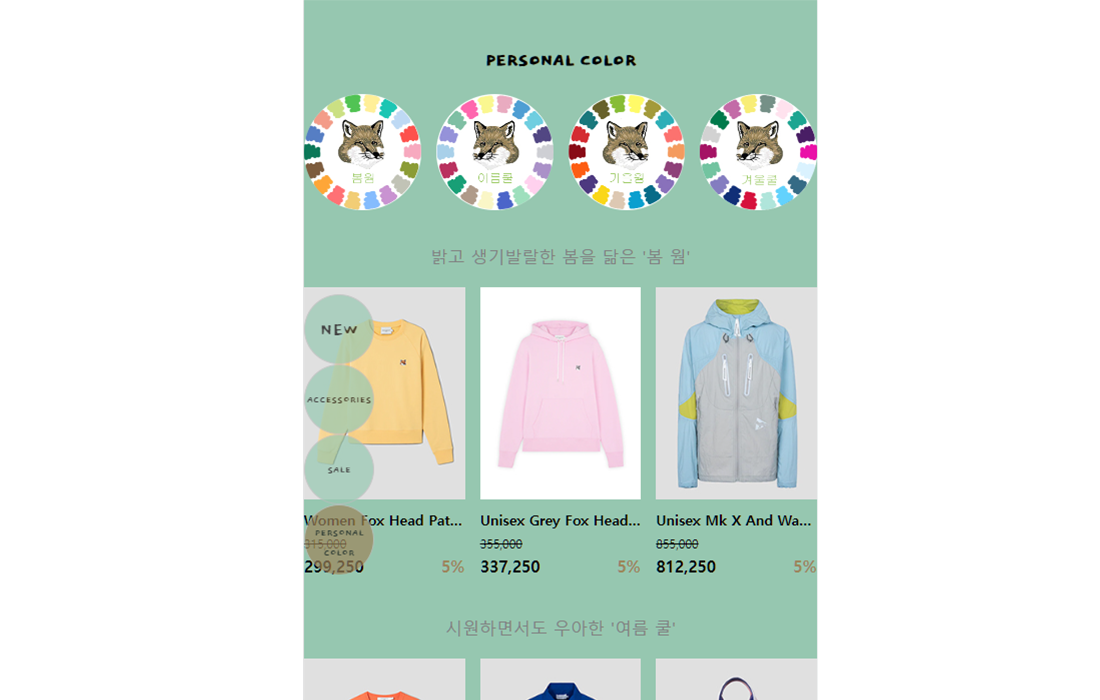 PERSONAL COLOR
봄웜
여름쿨
가을웜
겨울쿨
밝고 생기발랄한 봄을 닮은 '봄 웜'
NEW
ACCESSORIES
SALE
PERSONAL
COLOR
Women Fox Head Pat...
315,000
299,250 5%
Unisex Grey Fox Head...
355,000
337,250 5%
Unisex Mk X And Wa...
855,000
812,250 5%
시원하면서도 우아한 '여름 쿨'